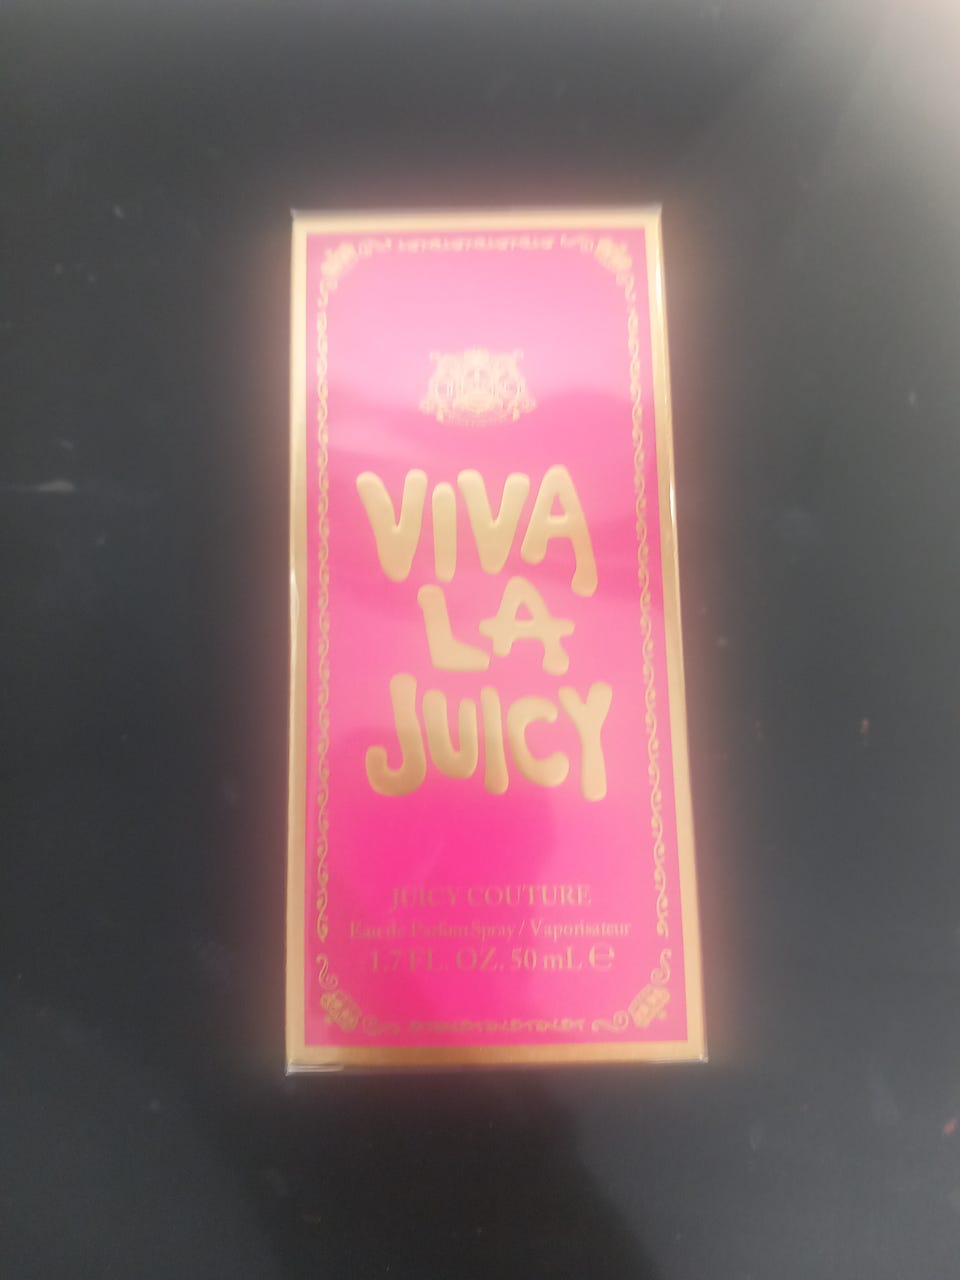 VIVA
LA
JUICY
JUICY COUTURE
Eau de Parfum Spray / Vaporisateur
1.7 FL. OZ. 50 mL ℮